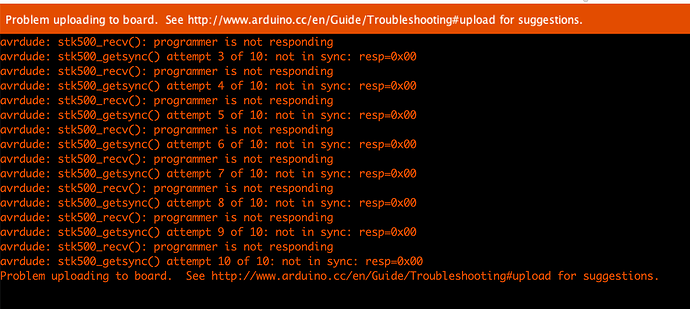 Problem uploading to board.  See http://www.arduino.cc/en/Guide/Troubleshooting#upload for suggestions.
avrdude: stk500_recv(): programmer is not responding
avrdude: stk500_getsync() attempt 3 of 10: not in sync: resp=0x00
avrdude: stk500_recv(): programmer is not responding
avrdude: stk500_getsync() attempt 4 of 10: not in sync: resp=0x00
avrdude: stk500_recv(): programmer is not responding
avrdude: stk500_getsync() attempt 5 of 10: not in sync: resp=0x00
avrdude: stk500_recv(): programmer is not responding
avrdude: stk500_getsync() attempt 6 of 10: not in sync: resp=0x00
avrdude: stk500_recv(): programmer is not responding
avrdude: stk500_getsync() attempt 7 of 10: not in sync: resp=0x00
avrdude: stk500_recv(): programmer is not responding
avrdude: stk500_getsync() attempt 8 of 10: not in sync: resp=0x00
avrdude: stk500_recv(): programmer is not responding
avrdude: stk500_getsync() attempt 9 of 10: not in sync: resp=0x00
avrdude: stk500_recv(): programmer is not responding
avrdude: stk500_getsync() attempt 10 of 10: not in sync: resp=0x00
Problem uploading to board.  See http://www.arduino.cc/en/Guide/Troubleshooting#upload for suggestions.